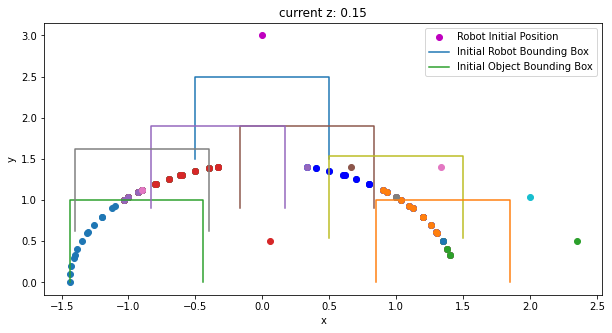 current z: 0.15
Robot Initial Position
Initial Robot Bounding Box
Initial Object Bounding Box
3.0
2.5
2.0
1.5
1.0
0.5
0.0
y
−1.5 −1.0 −0.5 0.0 0.5 1.0 1.5 2.0 2.5
x